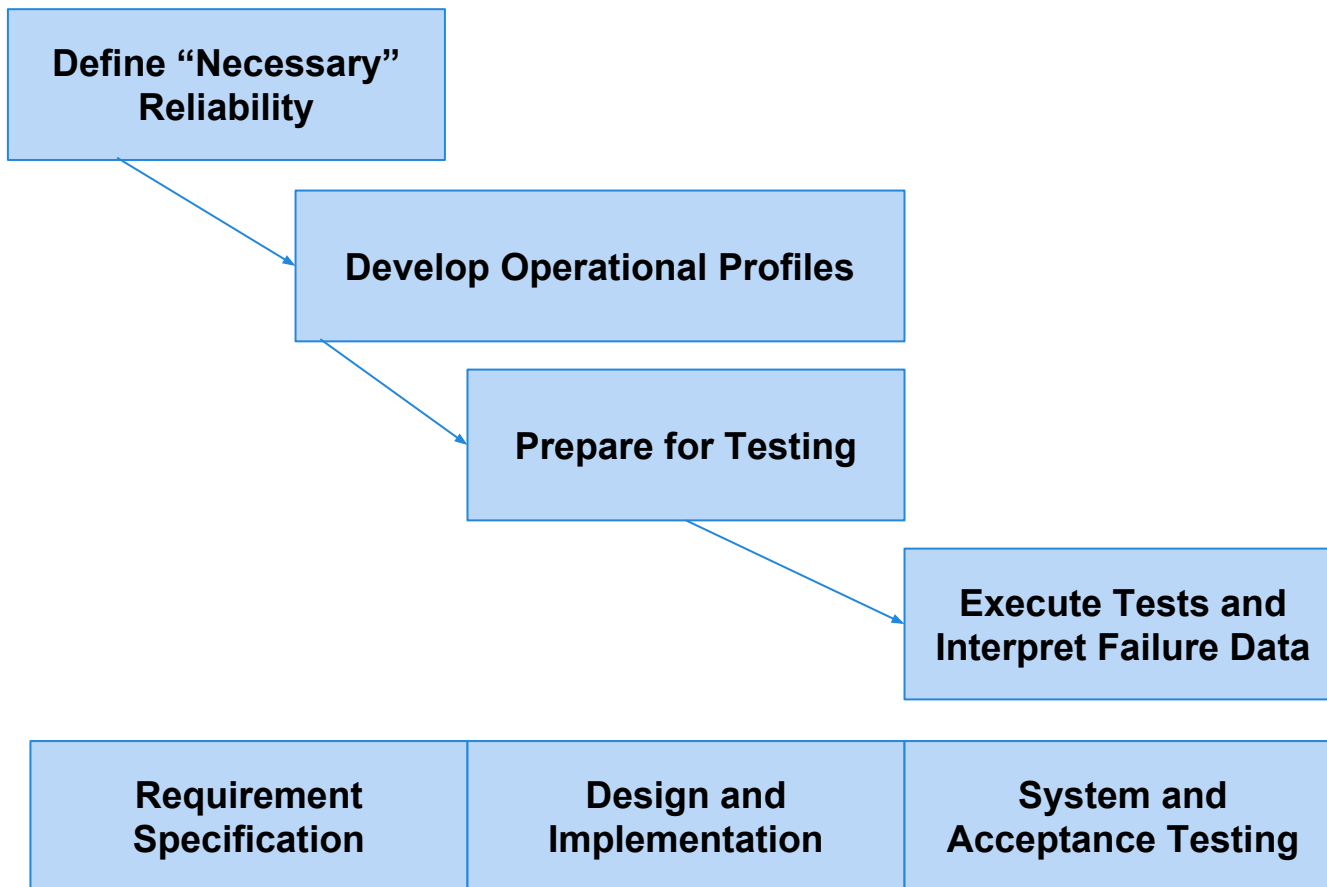 Define “Necessary”
Reliability
Develop Operational Profiles
Prepare for Testing
Execute Tests and
Interpret Failure Data
Requirement
Specification
Design and
Implementation
System and
Acceptance Testing